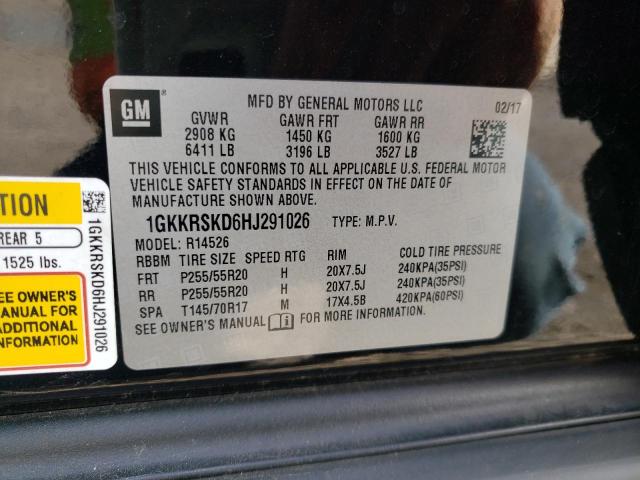 GM
MFD BY GENERAL MOTORS LLC 02/17
GVWR GAWR FRT GAWR RR
2908 KG 1450 KG 1600 KG
6411 LB 3196 LB 3527 LB
THIS VEHICLE CONFORMS TO ALL APPLICABLE U.S. FEDERAL MOTOR
VEHICLE SAFETY STANDARDS IN EFFECT ON THE DATE OF
MANUFACTURE SHOWN ABOVE.
1GKKRSKD6HJ291026 TYPE: M.P.V.
MODEL: R14526
RBBM TIRE SIZE SPEED RTG RIM COLD TIRE PRESSURE
FRT P255/55R20 H 20X7.5J 240KPA(35PSI)
RR P255/55R20 H 20X7.5J 240KPA(35PSI)
SPA T145/70R17 M 17X4.5B 420KPA(60PSI)
SEE OWNER'S MANUAL FOR MORE INFORMATION
TION
REAR 5
1525 lbs.
SEE OWNER'S
MANUAL FOR
ADDITIONAL
INFORMATION
1GKKRSKD6HJ291026